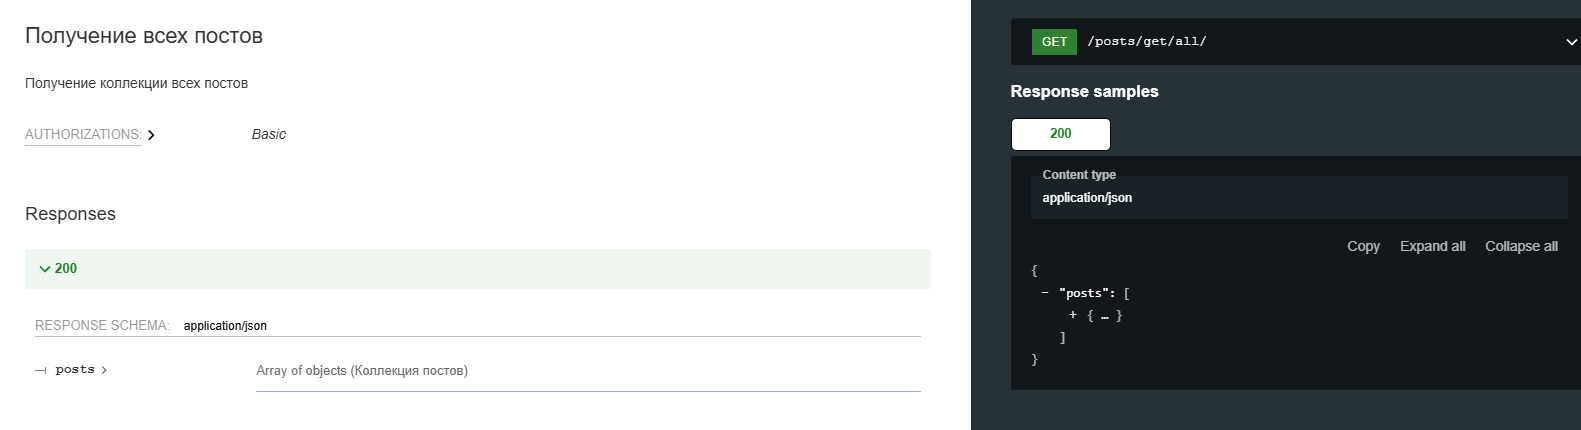 Получение всех постов
Получение коллекции всех постов
AUTHORIZATIONS: Basic
Responses
200
RESPONSE SCHEMA: application/json
posts Array of objects (Коллекция постов)
GET /posts/get/all/
Response samples
200
Content type
application/json
Copy Expand all Collapse all
{
− "posts": [
+ { … }
]
}